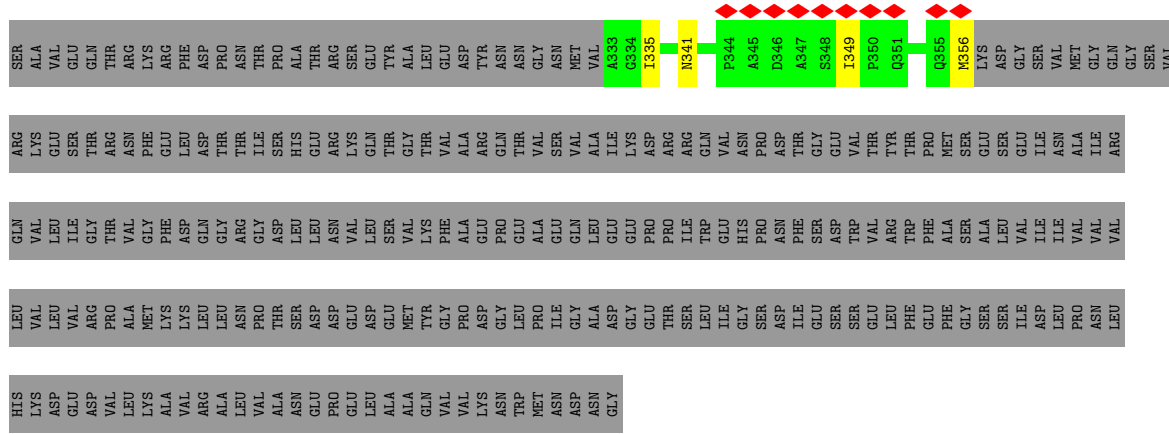 SER ALA VAL GLU GLN THR ARG LYS ARG PHE ASP PRO ASN THR PRO ALA THR ARG SER GLU TYR ALA LEU GLU ASP TYR ASN ASN GLY ASN MET VAL A333 G334 I335 N341 P344 A345 D346 A347 S348 I349 P350 Q351 Q355 M356 LYS ASP GLY SER VAL MET GLY GLN GLY SER VAL
ARG LYS GLU SER THR ARG ASN PHE GLU LEU ASP THR THR ILE SER HIS GLU ARG LYS GLN THR GLY THR VAL ALA ARG GLN THR VAL SER VAL ALA ILE LYS ASP ARG ARG GLN VAL ASN PRO ASP THR GLY GLU VAL THR TYR THR PRO MET SER GLU SER GLU ILE ASN ALA ILE ARG
GLN VAL LEU ILE GLY THR VAL GLY PHE ASP GLN GLY ARG GLY ASP LEU LEU ASN VAL LEU SER VAL LYS PHE ALA GLU PRO GLU ALA GLU GLN LEU GLU GLU PRO PRO ILE TRP GLU HIS PRO ASN PHE SER ASP TRP VAL ARG TRP PHE ALA SER ALA LEU VAL ILE ILE VAL VAL VAL
LEU VAL LEU VAL ARG PRO ALA MET LYS LYS LEU LEU ASN PRO THR SER ASP ASP GLU ASP GLU MET TYR GLY PRO ASP GLY LEU PRO ILE GLY ALA ASP GLY GLU THR SER LEU ILE GLY SER ASP ILE GLU SER SER GLU LEU PHE GLU PHE GLY SER SER ILE ASP LEU PRO ASN LEU
HIS LYS ASP GLU ASP VAL LEU LYS ALA VAL ARG ALA LEU VAL ALA ASN GLU PRO GLU LEU ALA ALA GLN VAL VAL LYS ASN TRP MET ASN ASP ASN GLY